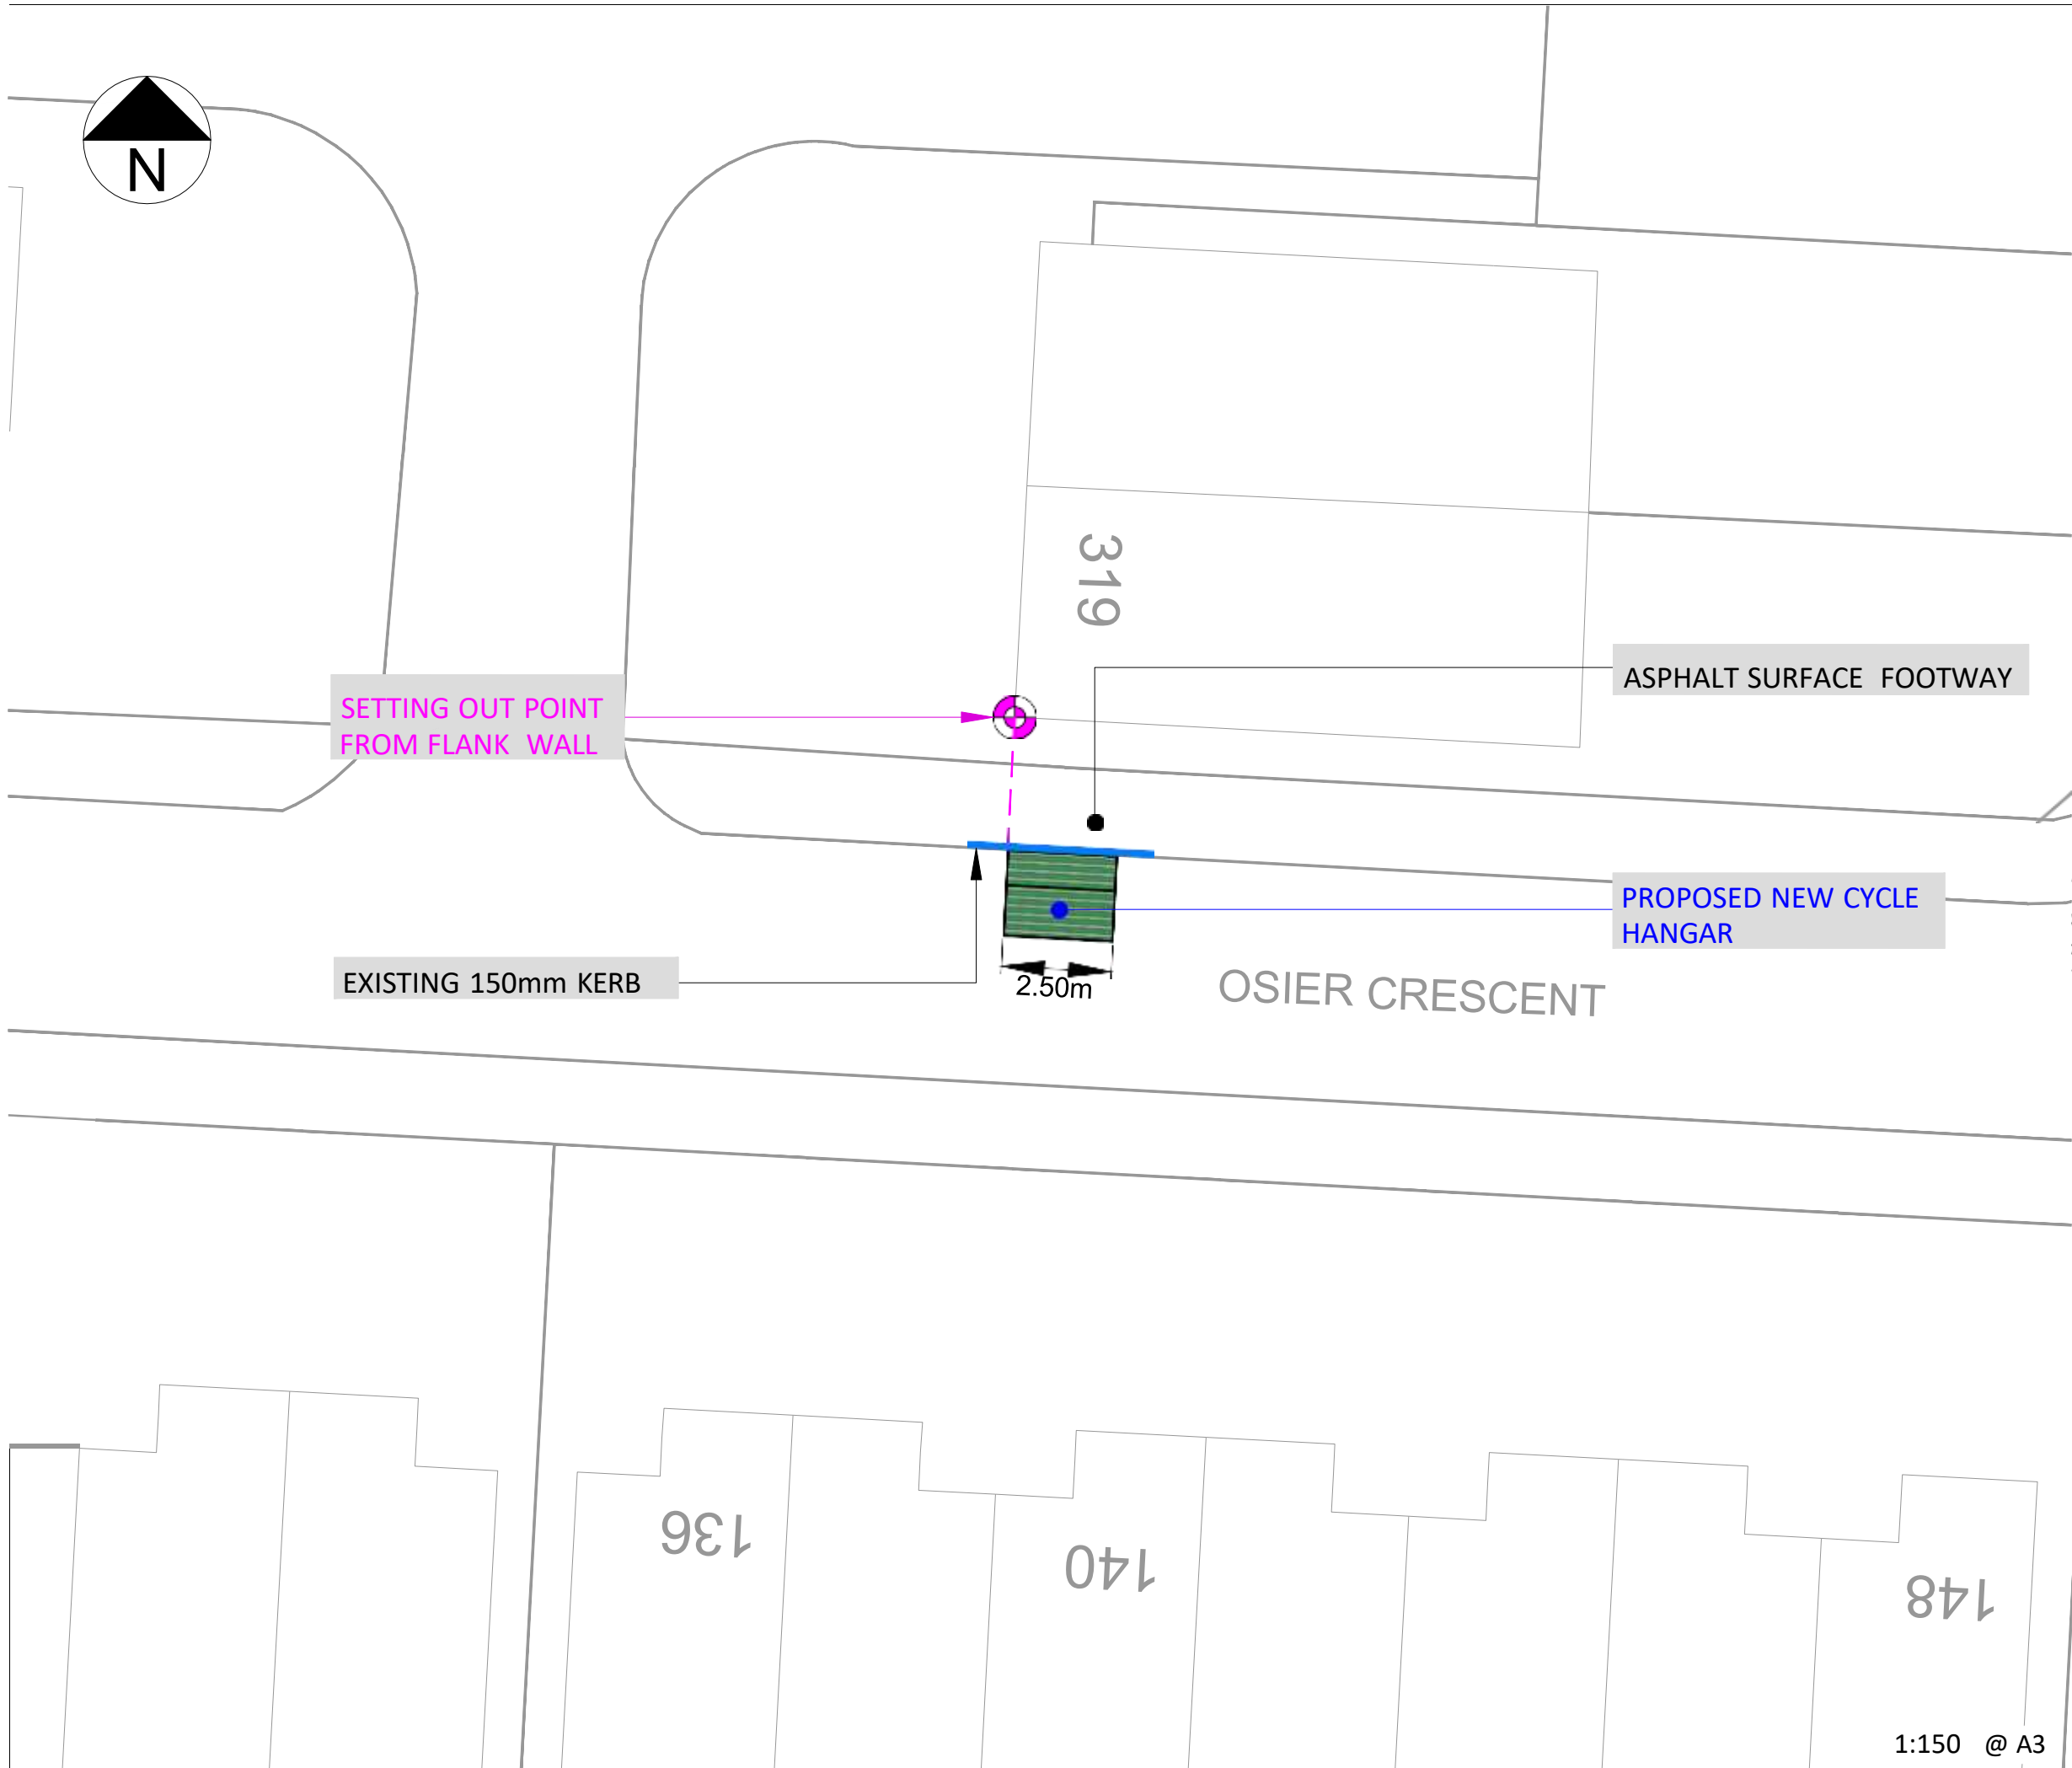 N
319
ASPHALT SURFACE FOOTWAY
SETTING OUT POINT
FROM FLANK WALL
PROPOSED NEW CYCLE
HANGAR
EXISTING 150mm KERB
2.50m
OSIER CRESCENT
136
140
148
1:150 @ A3